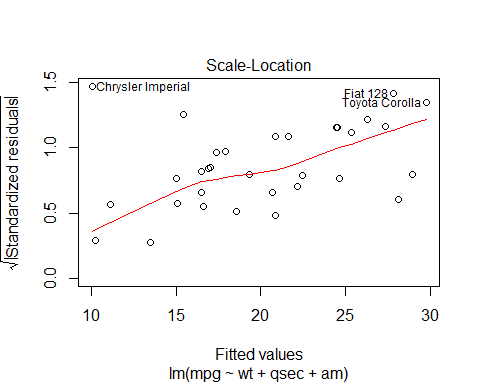 Scale-Location
√|Standardized residuals|
1.5
1.0
0.5
0.0
Chrysler Imperial
Fiat 128
Toyota Corolla
10 15 20 25 30
Fitted values
lm(mpg ~ wt + qsec + am)